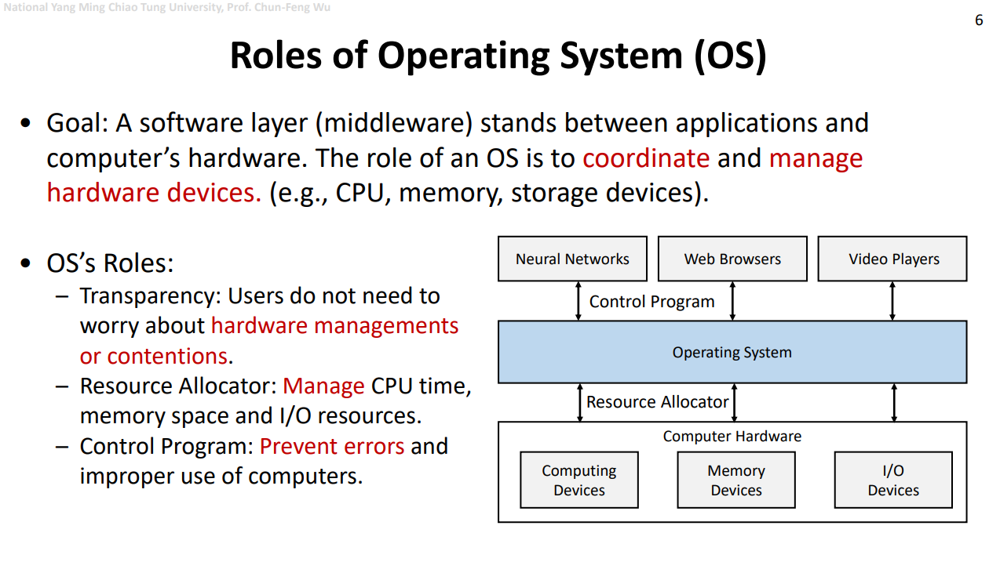 National Yang Ming Chiao Tung University, Prof. Chun-Feng Wu
6
Roles of Operating System (OS)
• Goal: A software layer (middleware) stands between applications and
computer’s hardware. The role of an OS is to coordinate and manage
hardware devices. (e.g., CPU, memory, storage devices).
• OS’s Roles:
– Transparency: Users do not need to
worry about hardware managements
or contentions.
– Resource Allocator: Manage CPU time,
memory space and I/O resources.
– Control Program: Prevent errors and
improper use of computers.
Neural Networks
Web Browsers
Video Players
Control Program
Operating System
Resource Allocator
Computer Hardware
Computing
Devices
Memory
Devices
I/O
Devices